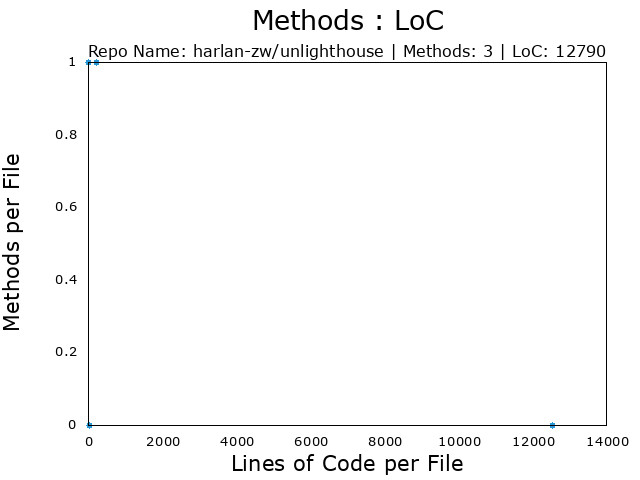 Methods : LoC
Repo Name: harlan-zw/unlighthouse | Methods: 3 | LoC: 12790
Methods per File
1
0.8
0.6
0.4
0.2
0
0 2000 4000 6000 8000 10000 12000 14000
Lines of Code per File